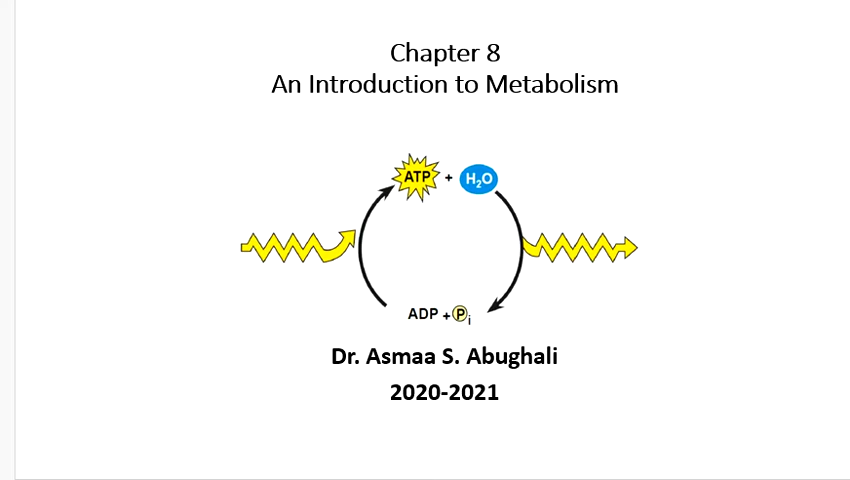 Chapter 8
An Introduction to Metabolism
ATP + H₂O
ADP + Pi
Dr. Asmaa S. Abughali
2020-2021